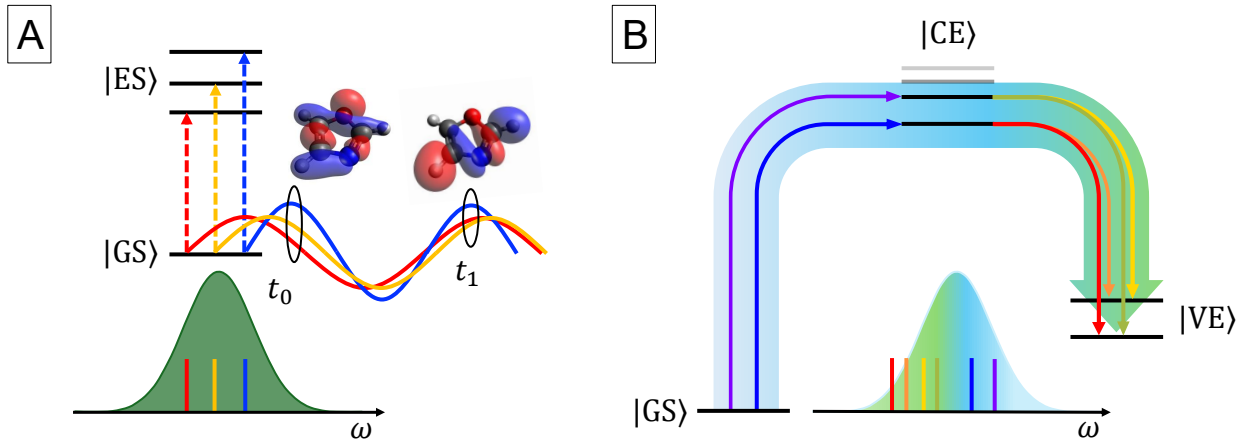 A
|ES⟩
|GS⟩
t₀
t₁
ω
B
|CE⟩
|VE⟩
|GS⟩
ω